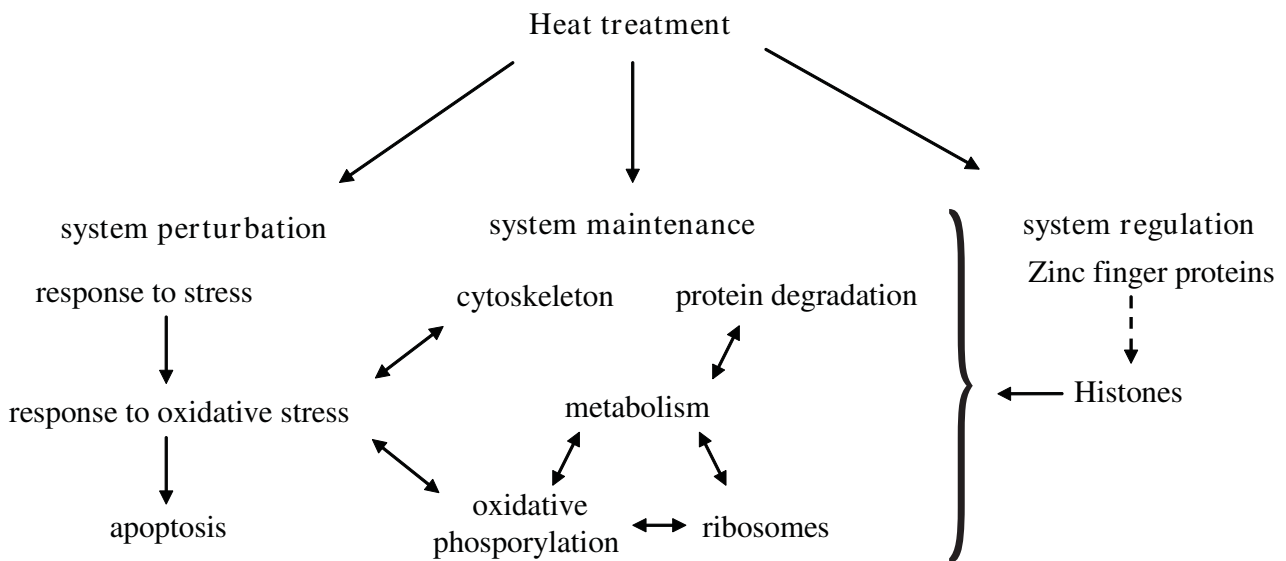 Heat treatment
system perturbation
system maintenance
system regulation
response to stress
cytoskeleton
protein degradation
Zinc finger proteins
response to oxidative stress
metabolism
Histones
apoptosis
oxidative
phosporylation
ribosomes